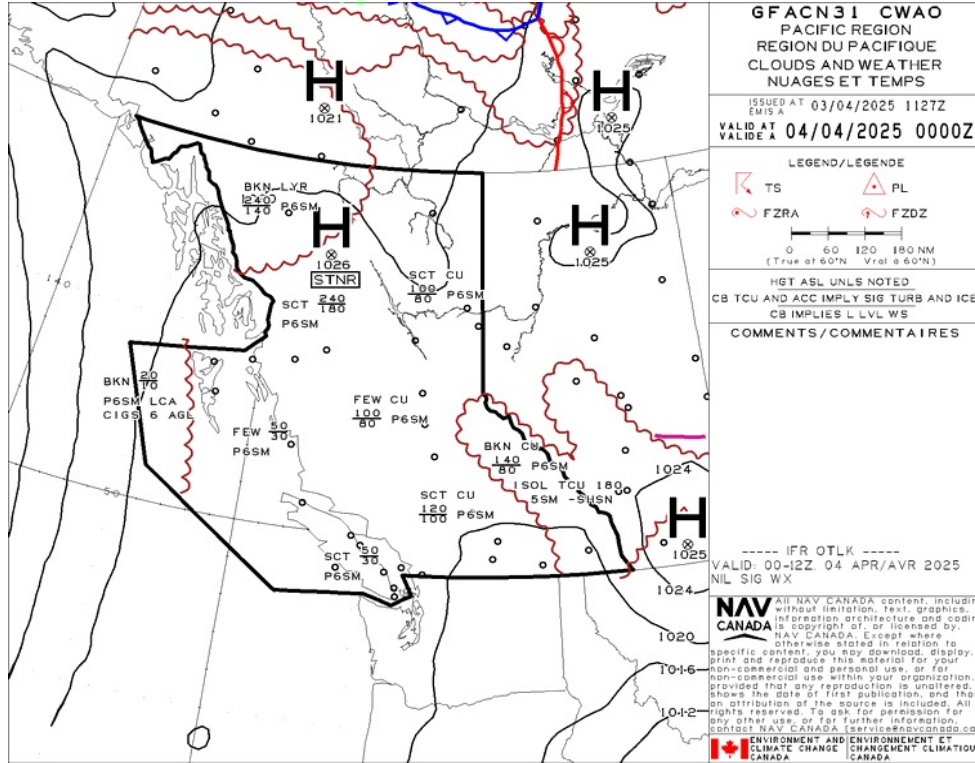 H
1021
H
1025
BKN LYR
240
140 P6SM
H
1026
STNR
H
1025
SCT CU
100
80 P6SM
SCT 240
180
P6SM
140
BKN 20
10
P6SM LCA
CIGS 6 AGL
FEW 50
30
P6SM
FEW CU
100
80 P6SM
BKN CU
140
80 P6SM
ISOL TCU 180
5SM -SHSN
SCT CU
120
100 P6SM
SCT 50
30
P6SM
50
1024
H
1025
1024
1020
1016
1012
GFACN31 CWAO
PACIFIC REGION
REGION DU PACIFIQUE
CLOUDS AND WEATHER
NUAGES ET TEMPS
ISSUED AT 03/04/2025 1127Z
ÉMIS A
VALID AT 04/04/2025 0000Z
VALIDE A
LEGEND/LÉGENDE
TS PL
FZRA FZDZ
0 60 120 180 NM
(True at 60°N Vrai à 60°N)
HGT ASL UNLS NOTED
CB TCU AND ACC IMPLY SIG TURB AND ICE
CB IMPLIES L LVL WS
COMMENTS/COMMENTAIRES
----- IFR OTLK -----
VALID: 00-12Z 04 APR/AVR 2025
NIL SIG WX
NAV
CANADA
All NAV CANADA content, includin
without limitation, text, graphics,
information architecture and codin
is copyright of, or licensed by,
NAV CANADA. Except where
otherwise stated in relation to
specific content, you may download, display,
print and reproduce this material for your
non-commercial and personal use, or for
non-commercial use within your organization,
provided that any reproduction is unaltered,
shows the date of first publication, and tha
an attribution of the source is included. All
rights reserved. To ask for permission for
any other use, or for further information,
contact NAV CANADA [service@navcanada.ca
ENVIRONMENT AND
CLIMATE CHANGE
CANADA
ENVIRONNEMENT ET
CHANGEMENT CLIMATIQU
CANADA